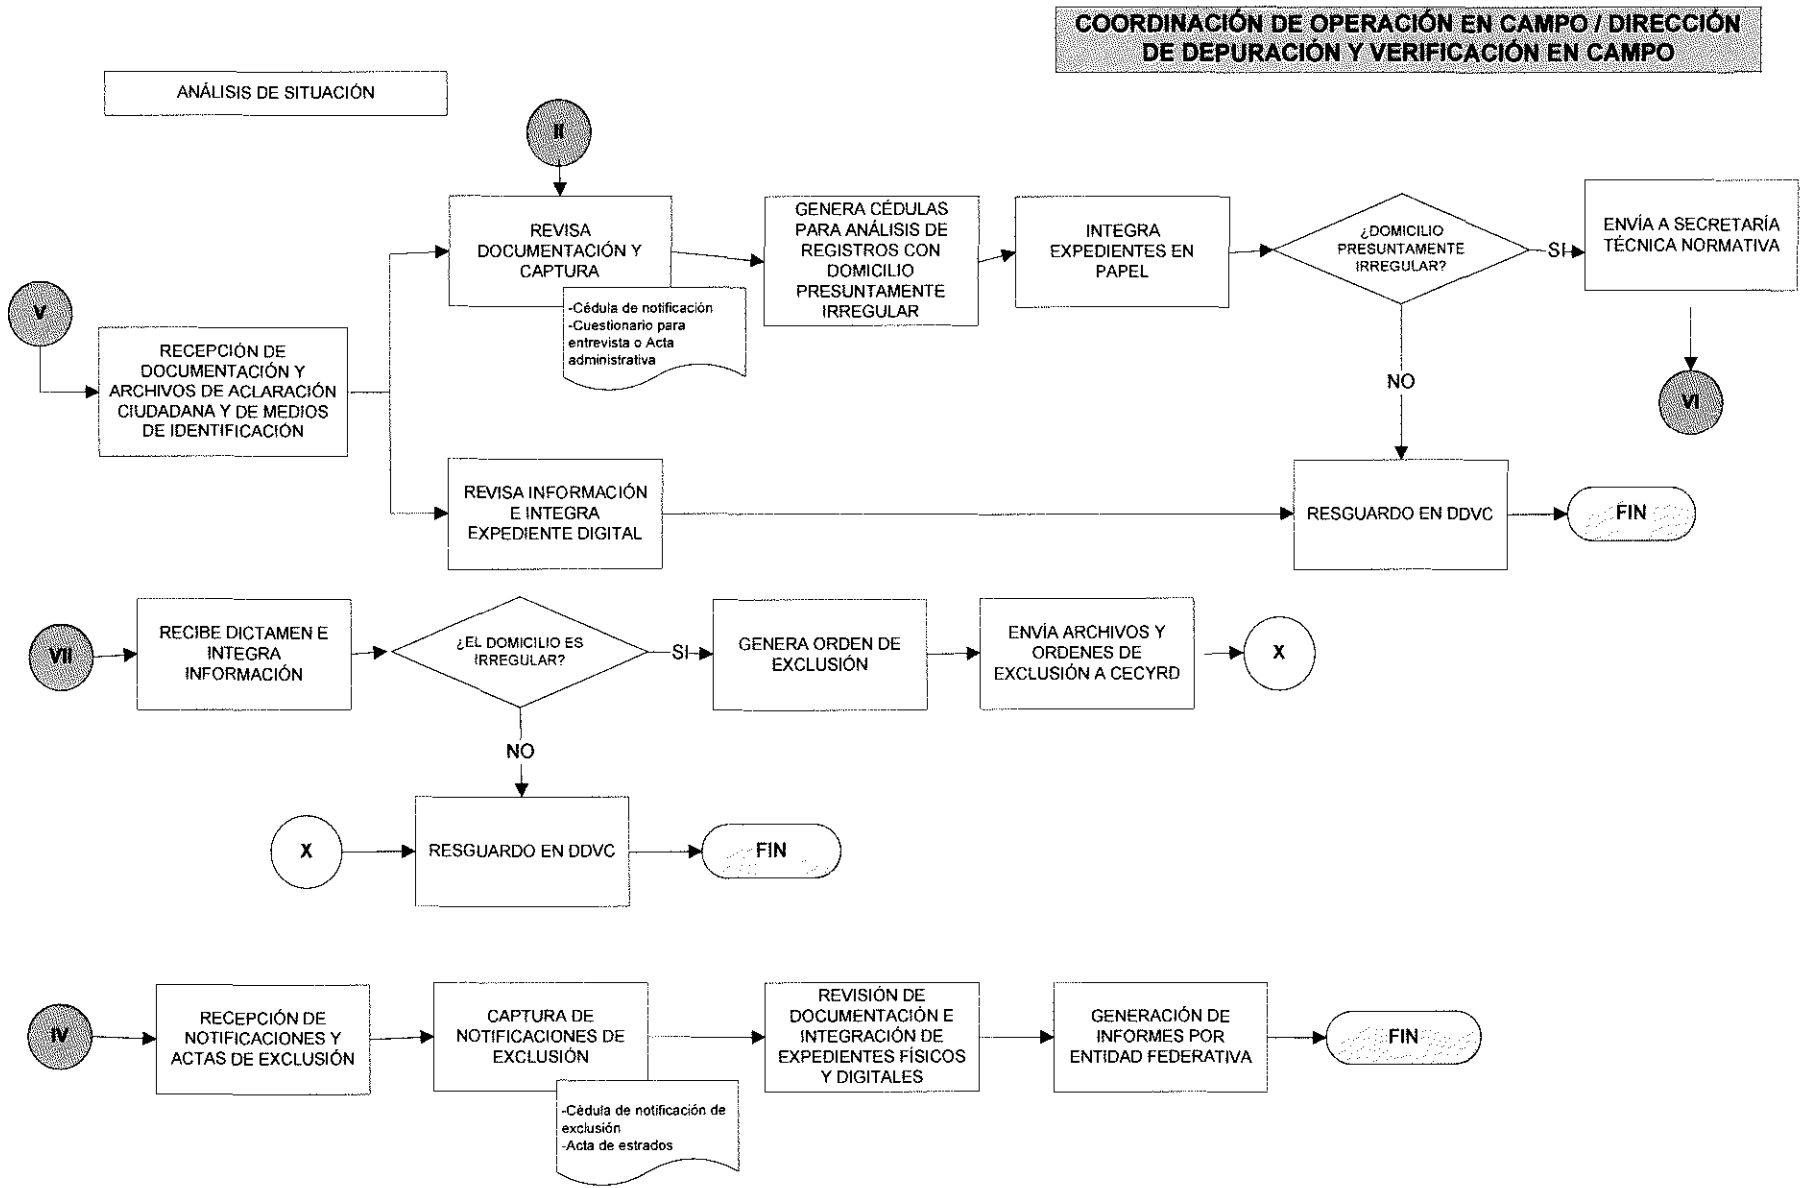 COORDINACIÓN DE OPERACIÓN EN CAMPO / DIRECCIÓN
DE DEPURACIÓN Y VERIFICACIÓN EN CAMPO
ANÁLISIS DE SITUACIÓN
II
V
RECEPCIÓN DE
DOCUMENTACIÓN Y
ARCHIVOS DE ACLARACIÓN
CIUDADANA Y DE MEDIOS
DE IDENTIFICACIÓN
REVISA
DOCUMENTACIÓN Y
CAPTURA
-Cédula de notificación
-Cuestionario para
entrevista o Acta
administrativa
GENERA CÉDULAS
PARA ANÁLISIS DE
REGISTROS CON
DOMICILIO
PRESUNTAMENTE
IRREGULAR
INTEGRA
EXPEDIENTES EN
PAPEL
¿DOMICILIO
PRESUNTAMENTE
IRREGULAR?
SI
ENVÍA A SECRETARÍA
TÉCNICA NORMATIVA
VI
NO
REVISA INFORMACIÓN
E INTEGRA
EXPEDIENTE DIGITAL
RESGUARDO EN DDVC
FIN
VII
RECIBE DICTAMEN E
INTEGRA
INFORMACIÓN
¿EL DOMICILIO ES
IRREGULAR?
SI
GENERA ORDEN DE
EXCLUSIÓN
ENVÍA ARCHIVOS Y
ORDENES DE
EXCLUSIÓN A CECYRD
X
NO
X
RESGUARDO EN DDVC
FIN
IV
RECEPCIÓN DE
NOTIFICACIONES Y
ACTAS DE EXCLUSIÓN
CAPTURA DE
NOTIFICACIONES DE
EXCLUSIÓN
-Cédula de notificación de
exclusión
-Acta de estrados
REVISIÓN DE
DOCUMENTACIÓN E
INTEGRACIÓN DE
EXPEDIENTES FÍSICOS
Y DIGITALES
GENERACIÓN DE
INFORMES POR
ENTIDAD FEDERATIVA
FIN